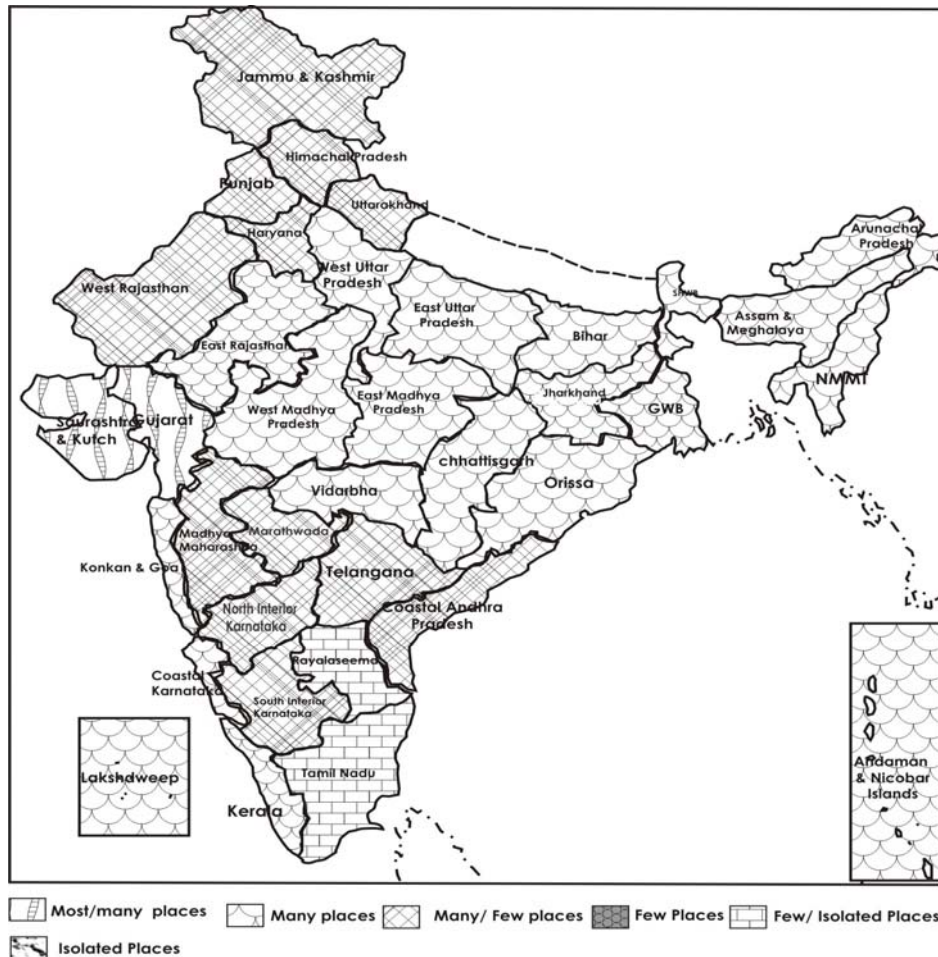 Jammu & Kashmir
Himachal Pradesh
Punjab
Uttarakhand
Haryana
Arunachal
Pradesh
West Uttar
Pradesh
West Rajasthan
East Uttar
Pradesh
Assam &
Meghalaya
Bihar
East Rajasthan
NMMT
Jharkhand
East Madhya
Pradesh
West Madhya
Pradesh
GWB
Saurashtra
& Kutch
Gujarat
chhattisgarh
Orissa
Vidarbha
Madhya
Maharashtra
Marathwada
Konkan & Goa
Telangana
North Interior
Karnataka
Coastal Andhra
Pradesh
Rayalaseema
Coastal
Karnataka
South Interior
Karnataka
Lakshdweep
Tamil Nadu
Andaman
& Nicobar
Islands
Kerala
Most/many places
Many places
Many/ Few places
Few Places
Few/ Isolated Places
Isolated Places